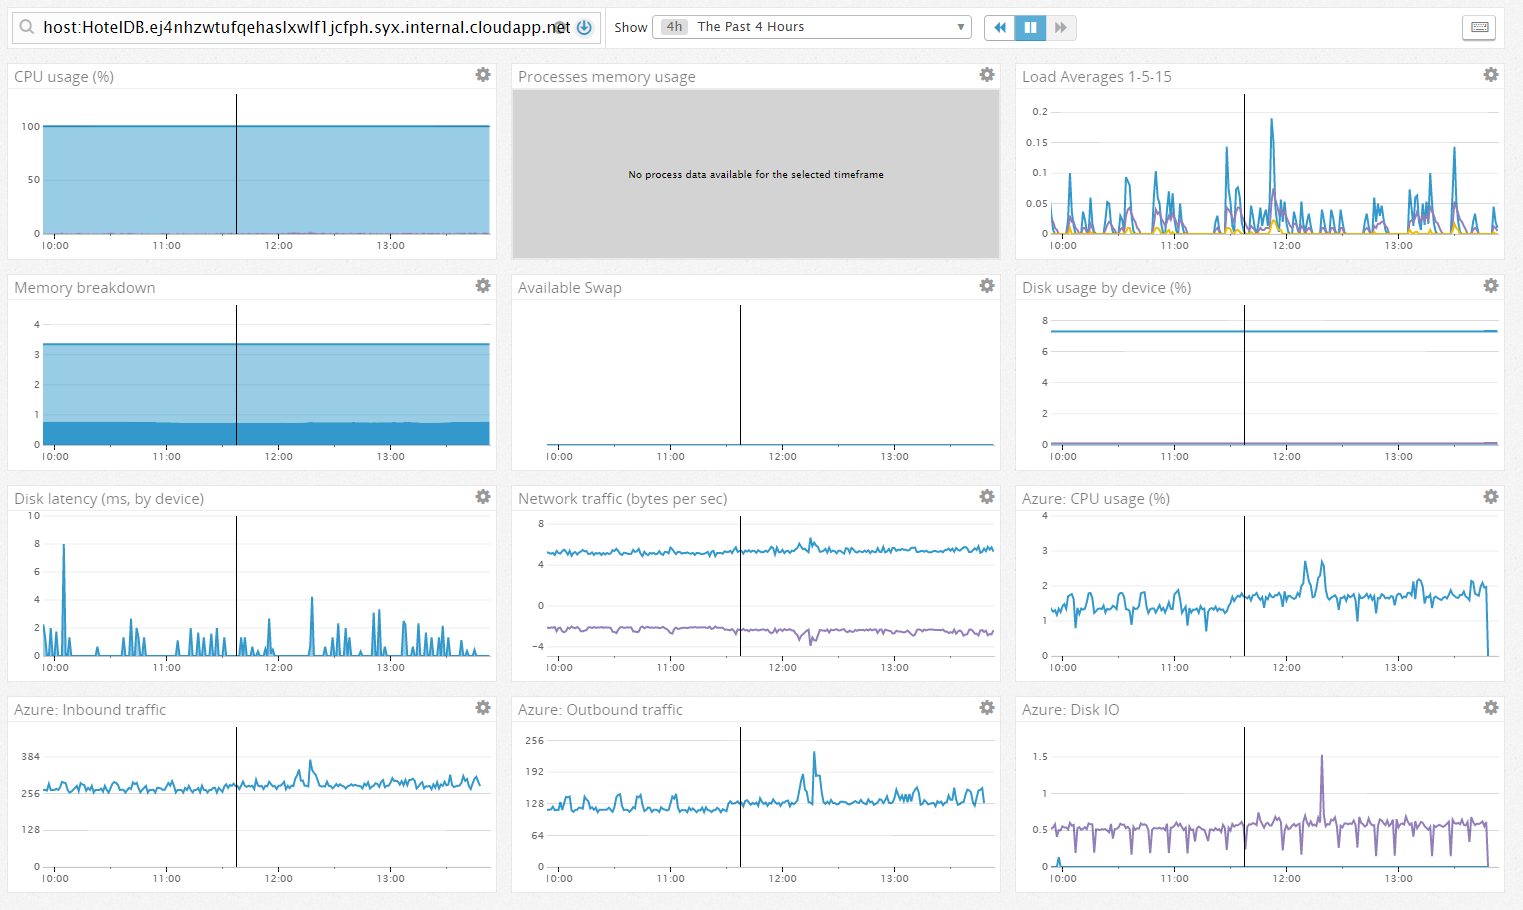 host:HotelDB.ej4nhzwtufqehaslxwlf1jcfph.syx.internal.cloudapp.net
Show 4h The Past 4 Hours
CPU usage (%)
100
50
0
10:00 11:00 12:00 13:00
Processes memory usage
No process data available for the selected timeframe
Load Averages 1-5-15
0.2
0.15
0.1
0.05
0
10:00 11:00 12:00 13:00
Memory breakdown
4
3
2
1
0
10:00 11:00 12:00 13:00
Available Swap
10:00 11:00 12:00 13:00
Disk usage by device (%)
8
6
4
2
0
10:00 11:00 12:00 13:00
Disk latency (ms, by device)
10
8
6
4
2
0
10:00 11:00 12:00 13:00
Network traffic (bytes per sec)
8
4
0
−4
10:00 11:00 12:00 13:00
Azure: CPU usage (%)
4
3
2
1
0
10:00 11:00 12:00 13:00
Azure: Inbound traffic
384
256
128
0
10:00 11:00 12:00 13:00
Azure: Outbound traffic
256
192
128
64
0
10:00 11:00 12:00 13:00
Azure: Disk IO
1.5
1
0.5
0
10:00 11:00 12:00 13:00